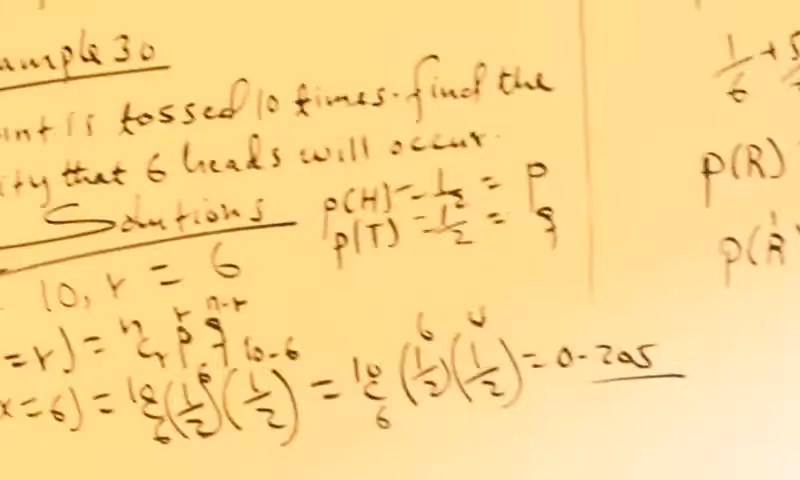 ample 30
int is tossed 10 times. find the
ity that 6 heads will occur.
Solutions
p(H) = 1/2 = p
p(T) = 1/2 = q
10, r = 6
= r) = nCr p^r q^n-r
x = 6) = 10C6 (1/2)^6 (1/2)^10-6 = 10C6 (1/2)^6 (1/2)^4 = 0.205
1/6 + 5
p(R)